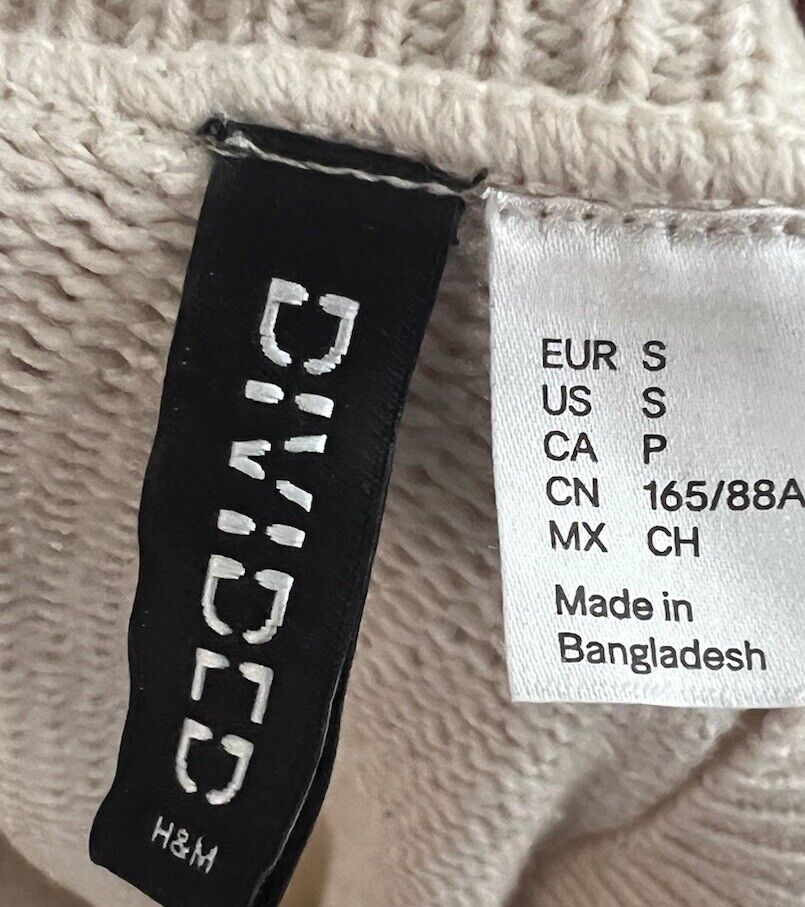 DIVIDED
H&M
EUR S
US S
CA P
CN 165/88A
MX CH
Made in
Bangladesh